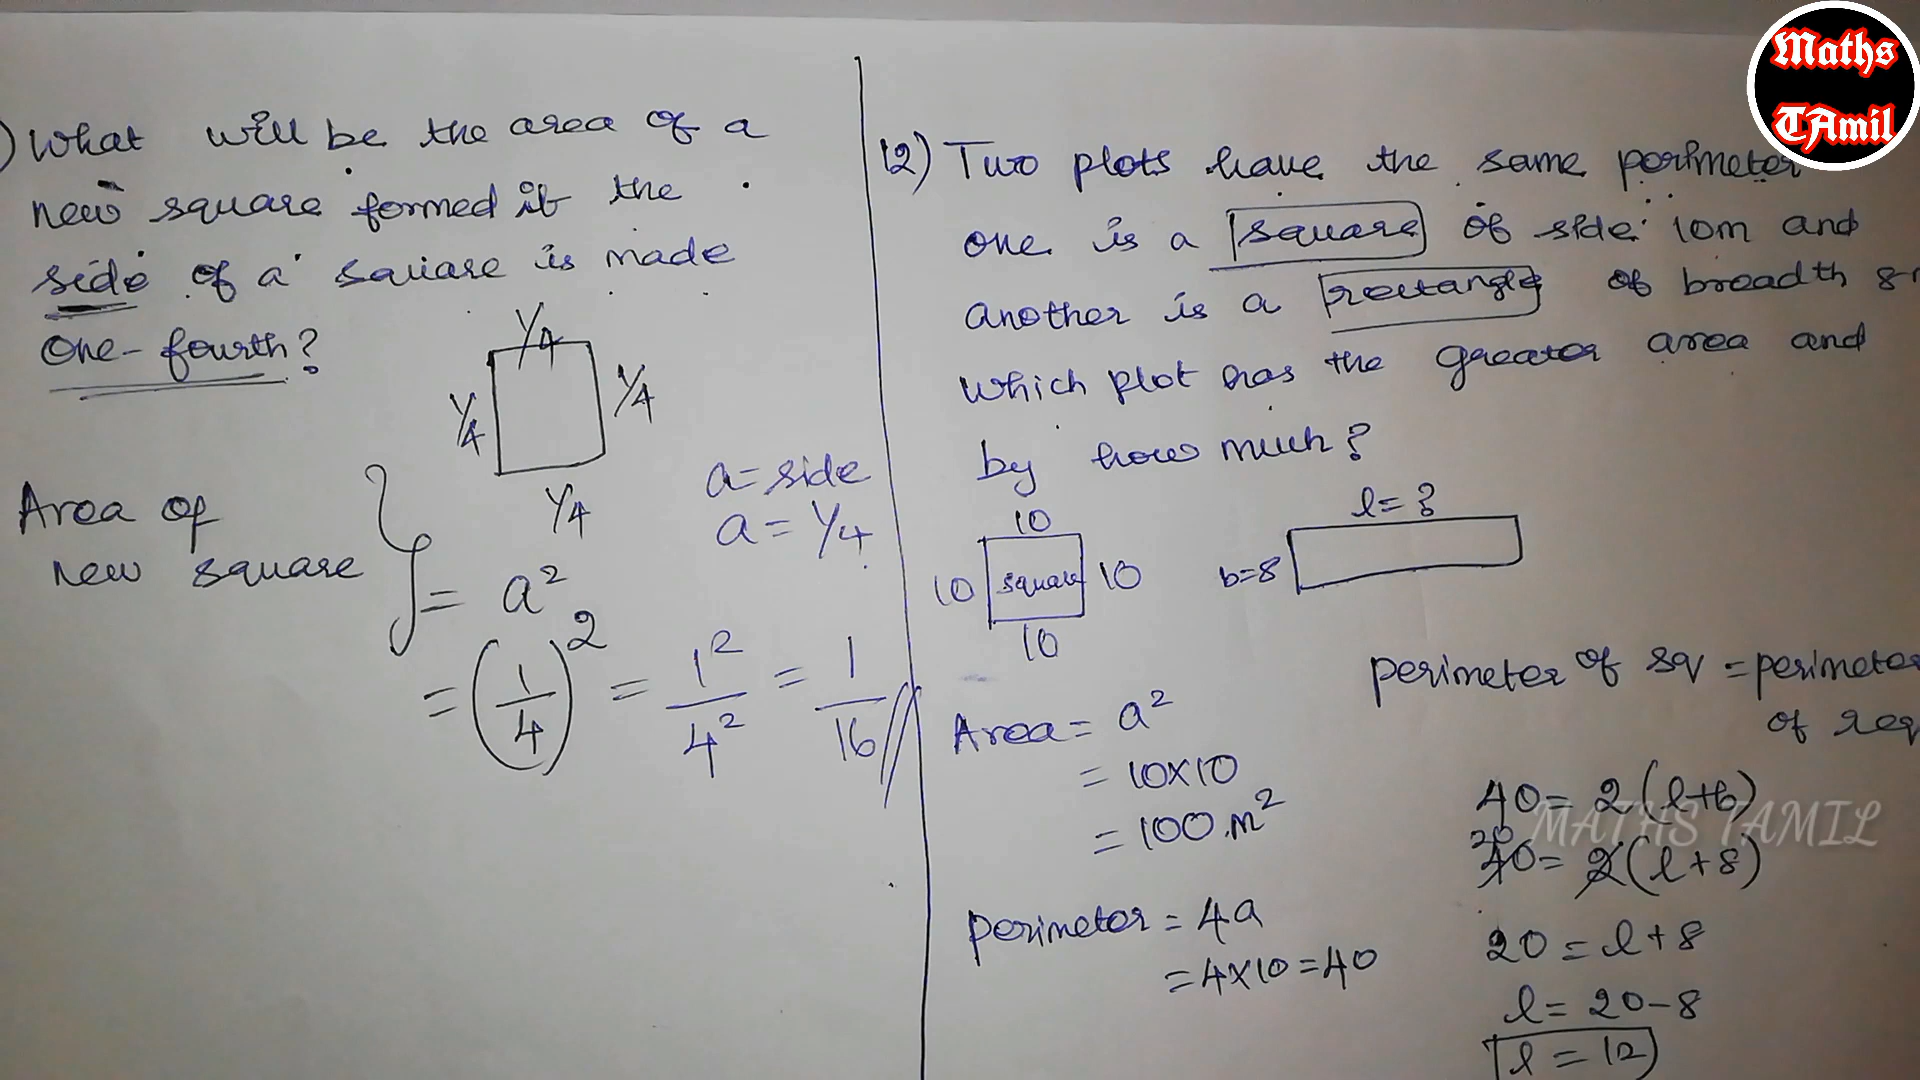 Maths
TAmil
) What will be the area of a
new square formed if the
side of a square is made
one-fourth?
1/4
1/4
1/4
1/4
a = side
a = 1/4
Area of
new square
= a²
= (1/4)² = 1²/4² = 1/16 //
12) Two plots have the same perimeter
one is a square of side 10m and
another is a rectangle of breadth 8
which plot has the greater area and
by how much?
10
10 square 10
10
l = ?
b=8
Area = a²
= 10×10
= 100 m²
perimeter = 4a
= 4×10 = 40
perimeter of sq = perimeter
of req
40 = 2(l+b)
MATHS TAMIL
20
40 = 2(l+8)
20 = l+8
l = 20-8
l = 12